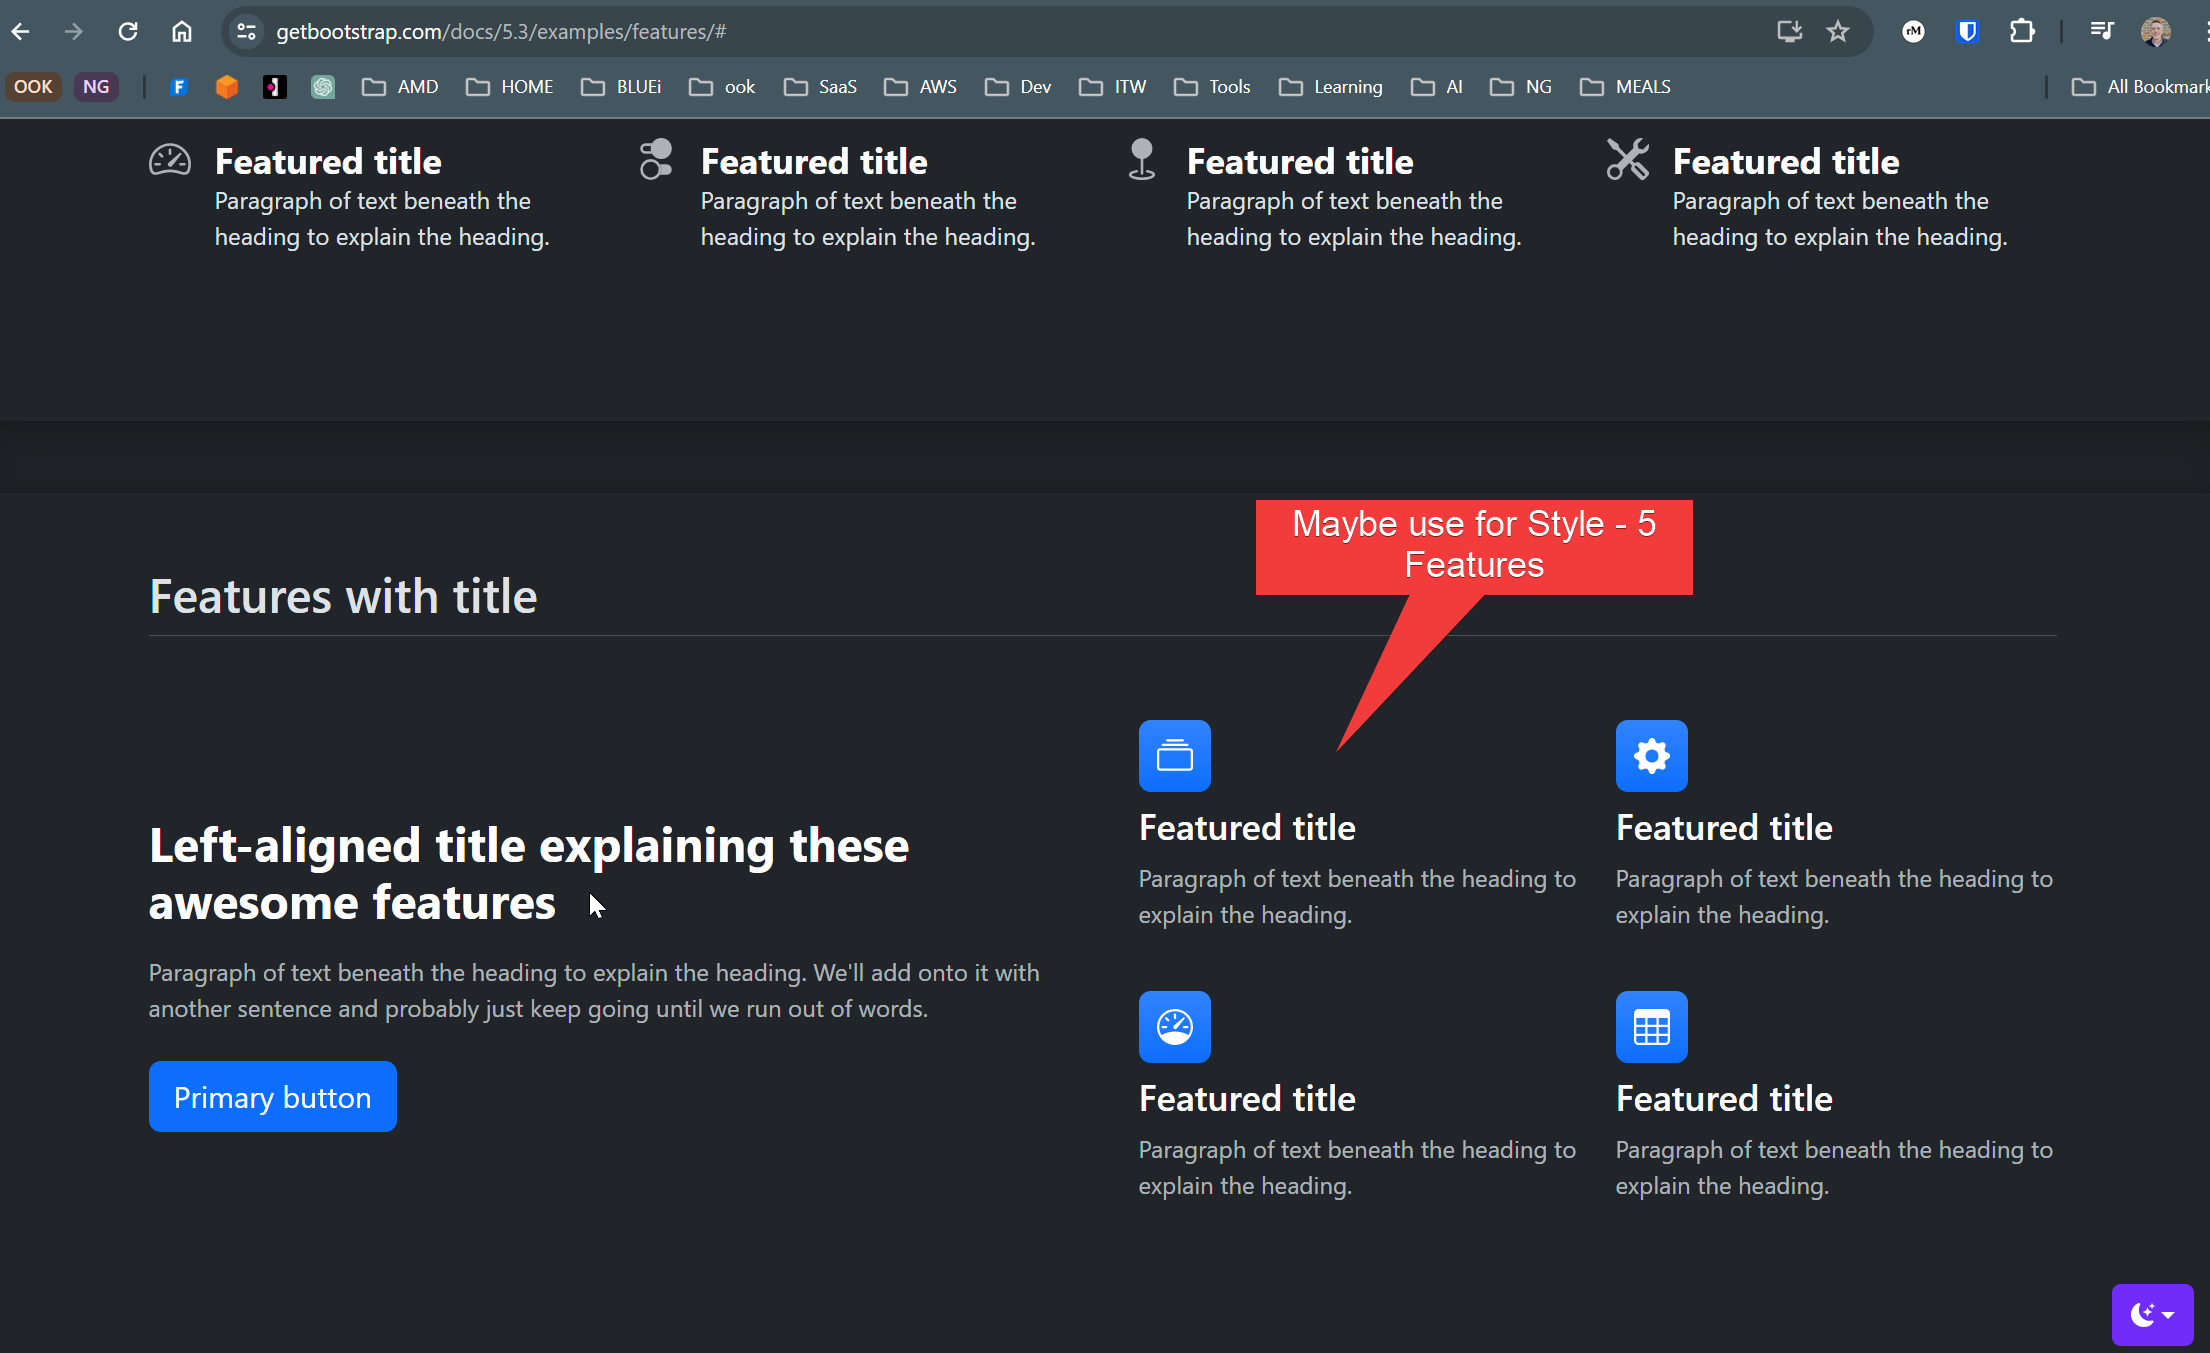 getbootstrap.com/docs/5.3/examples/features/#
rM
OOK NG F AMD HOME BLUEi ook SaaS AWS Dev ITW Tools Learning AI NG MEALS All Bookmark
Featured title
Paragraph of text beneath the
heading to explain the heading.
Featured title
Paragraph of text beneath the
heading to explain the heading.
Featured title
Paragraph of text beneath the
heading to explain the heading.
Featured title
Paragraph of text beneath the
heading to explain the heading.
Maybe use for Style - 5
Features
Features with title
Left-aligned title explaining these
awesome features
Paragraph of text beneath the heading to explain the heading. We'll add onto it with
another sentence and probably just keep going until we run out of words.
Primary button
Featured title
Paragraph of text beneath the heading to
explain the heading.
Featured title
Paragraph of text beneath the heading to
explain the heading.
Featured title
Paragraph of text beneath the heading to
explain the heading.
Featured title
Paragraph of text beneath the heading to
explain the heading.